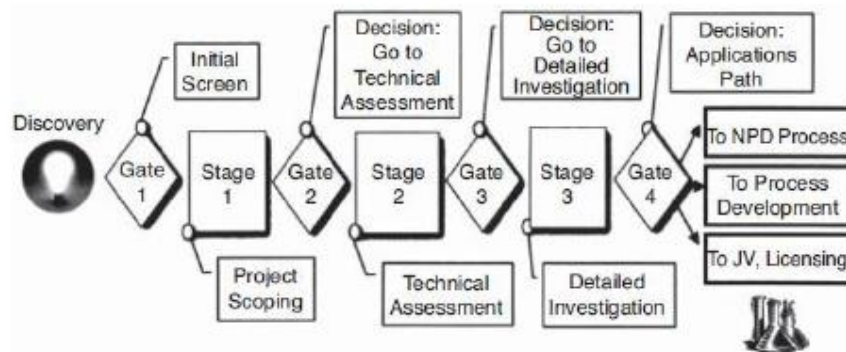 Discovery
Initial
Screen
Decision:
Go to
Technical
Assessment
Decision:
Go to
Detailed
Investigation
Decision:
Applications
Path
Gate
1
Stage
1
Gate
2
Stage
2
Gate
3
Stage
3
Gate
4
To NPD Process
To Process
Development
To JV, Licensing
Project
Scoping
Technical
Assessment
Detailed
Investigation